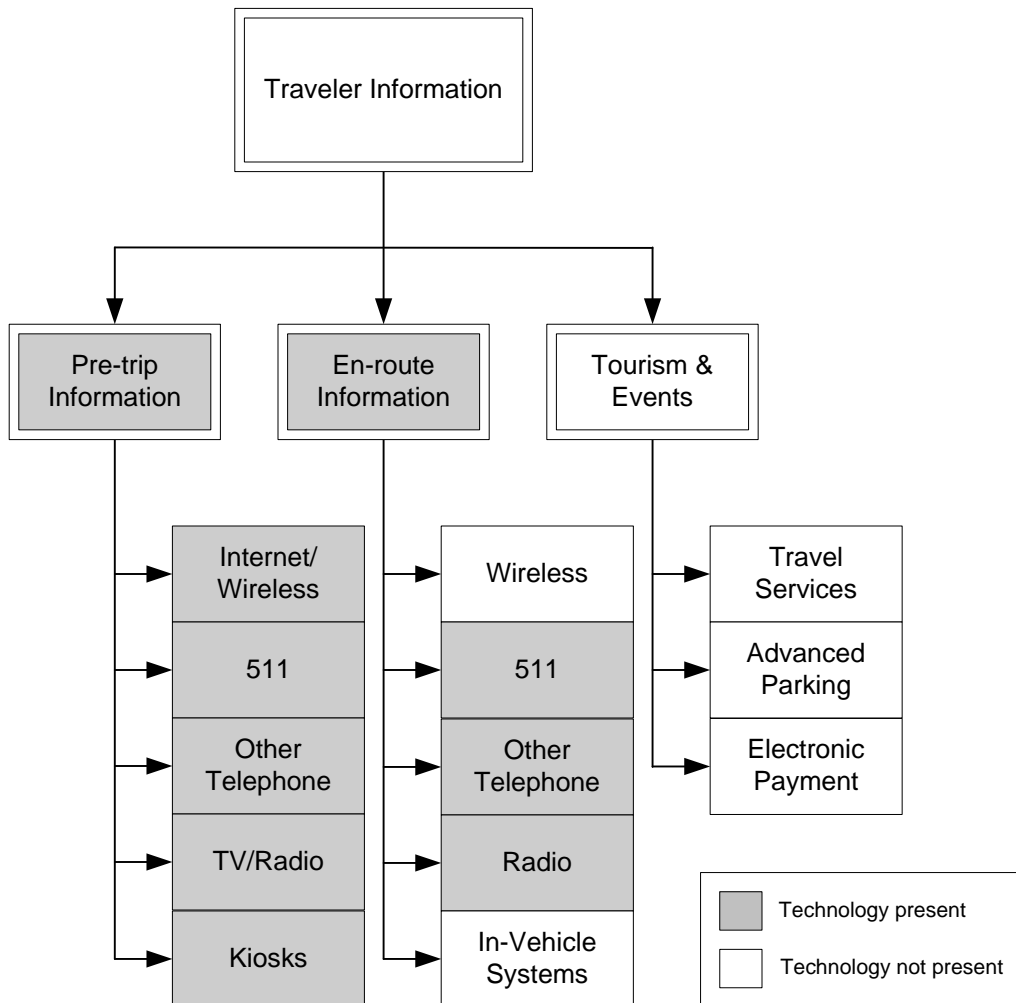 Traveler Information
Pre-trip
Information
En-route
Information
Tourism &
Events
Internet/
Wireless
511
Other
Telephone
TV/Radio
Kiosks
Wireless
511
Other
Telephone
Radio
In-Vehicle
Systems
Travel
Services
Advanced
Parking
Electronic
Payment
Technology present
Technology not present